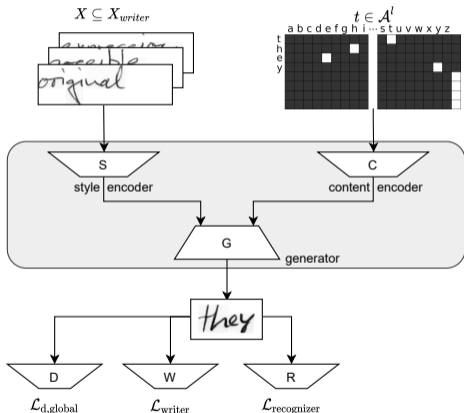 X ⊆ X_writer
t ∈ 𝒜^l
a b c d e f g h i ... s t u v w x y z
t
h
e
y
original
S
C
style encoder
content encoder
G
generator
they
D
W
R
ℒ_d,global
ℒ_writer
ℒ_recognizer